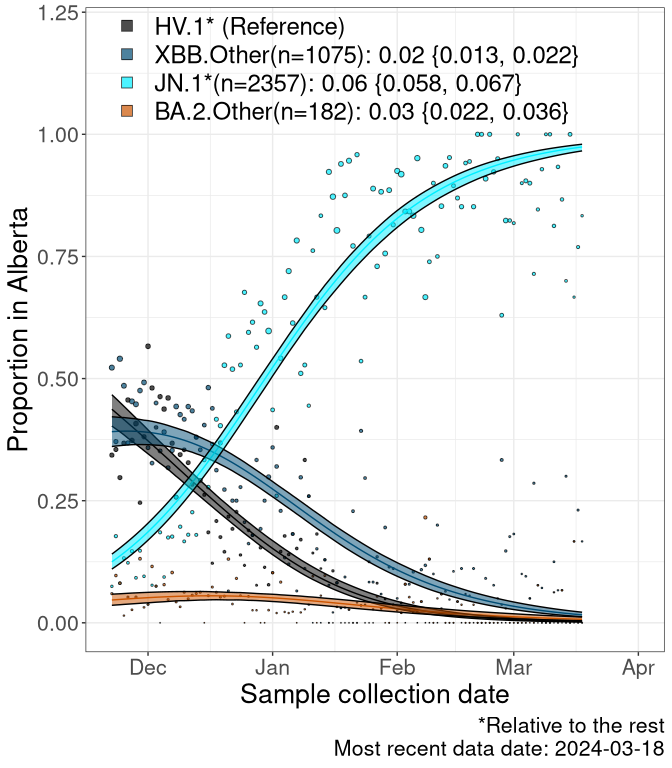 HV.1* (Reference)
XBB.Other(n=1075): 0.02 {0.013, 0.022}
JN.1*(n=2357): 0.06 {0.058, 0.067}
BA.2.Other(n=182): 0.03 {0.022, 0.036}
1.25
1.00
0.75
0.50
0.25
0.00
Proportion in Alberta
Dec Jan Feb Mar Apr
Sample collection date
*Relative to the rest
Most recent data date: 2024-03-18